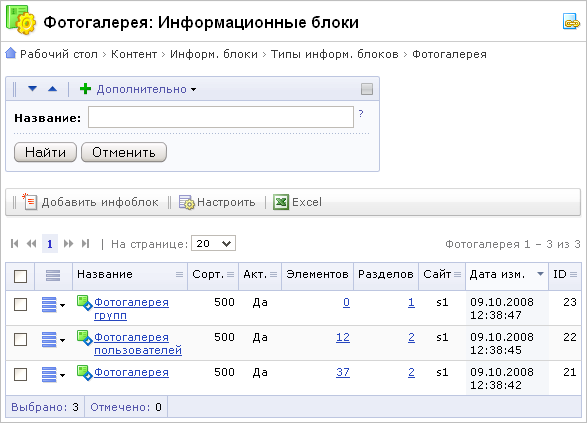 Фотогалерея: Информационные блоки
Рабочий стол › Контент › Информ. блоки › Типы информ. блоков › Фотогалерея
Дополнительно
Название: ?
Найти Отменить
Добавить инфоблок Настроить Excel
1 | На странице: 20 Фотогалерея 1 – 3 из 3
Название Сорт. Акт. Элементов Разделов Сайт Дата изм. ID
Фотогалерея 500 Да 0 1 s1 09.10.2008 23
групп 12:38:47
Фотогалерея 500 Да 12 2 s1 09.10.2008 22
пользователей 12:38:45
Фотогалерея 500 Да 37 2 s1 09.10.2008 21
12:38:42
Выбрано: 3 Отмечено: 0